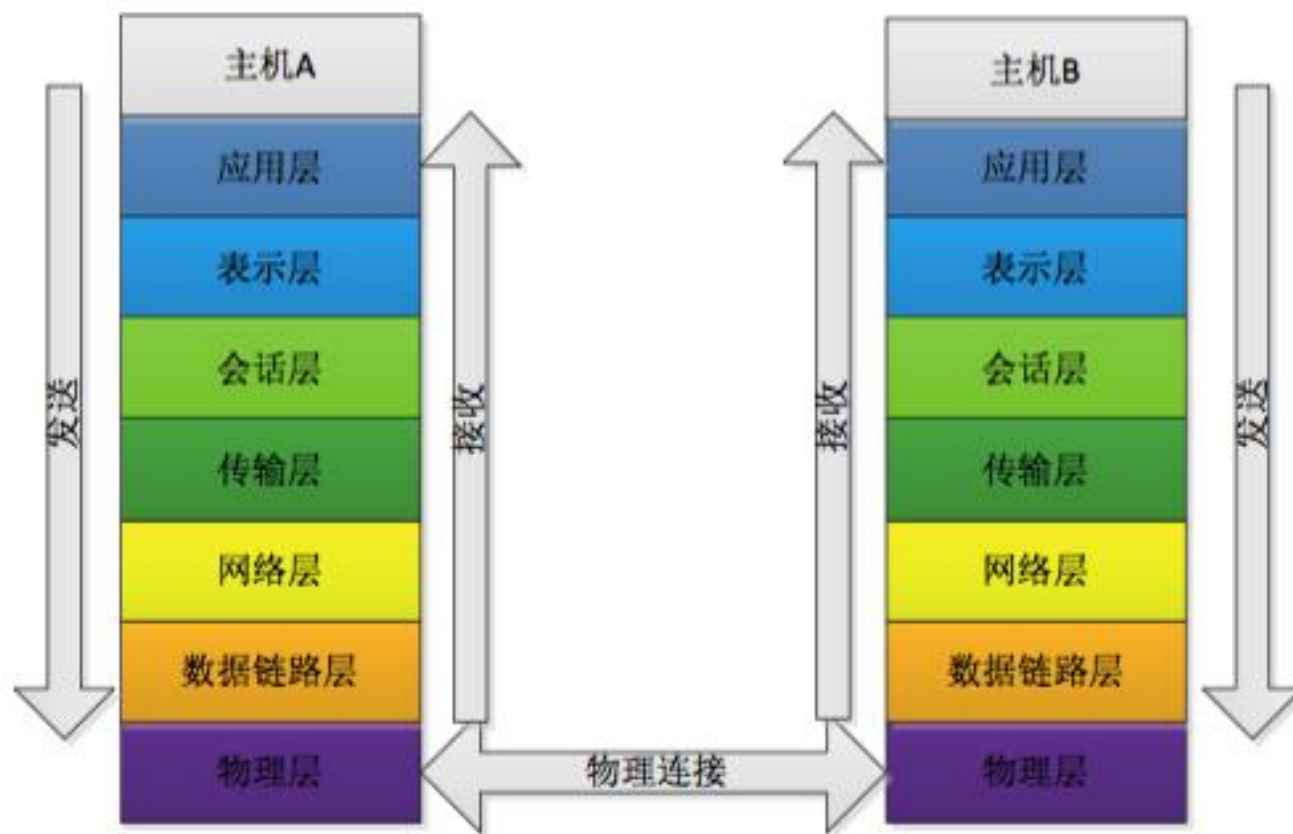 主机A
应用层
表示层
会话层
传输层
网络层
数据链路层
物理层
发送
接收
物理连接
主机B
应用层
表示层
会话层
传输层
网络层
数据链路层
物理层
接收
发送